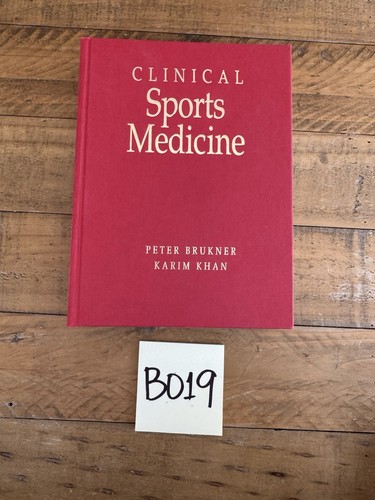 CLINICAL
Sports
Medicine
PETER BRUKNER
KARIM KHAN
B019